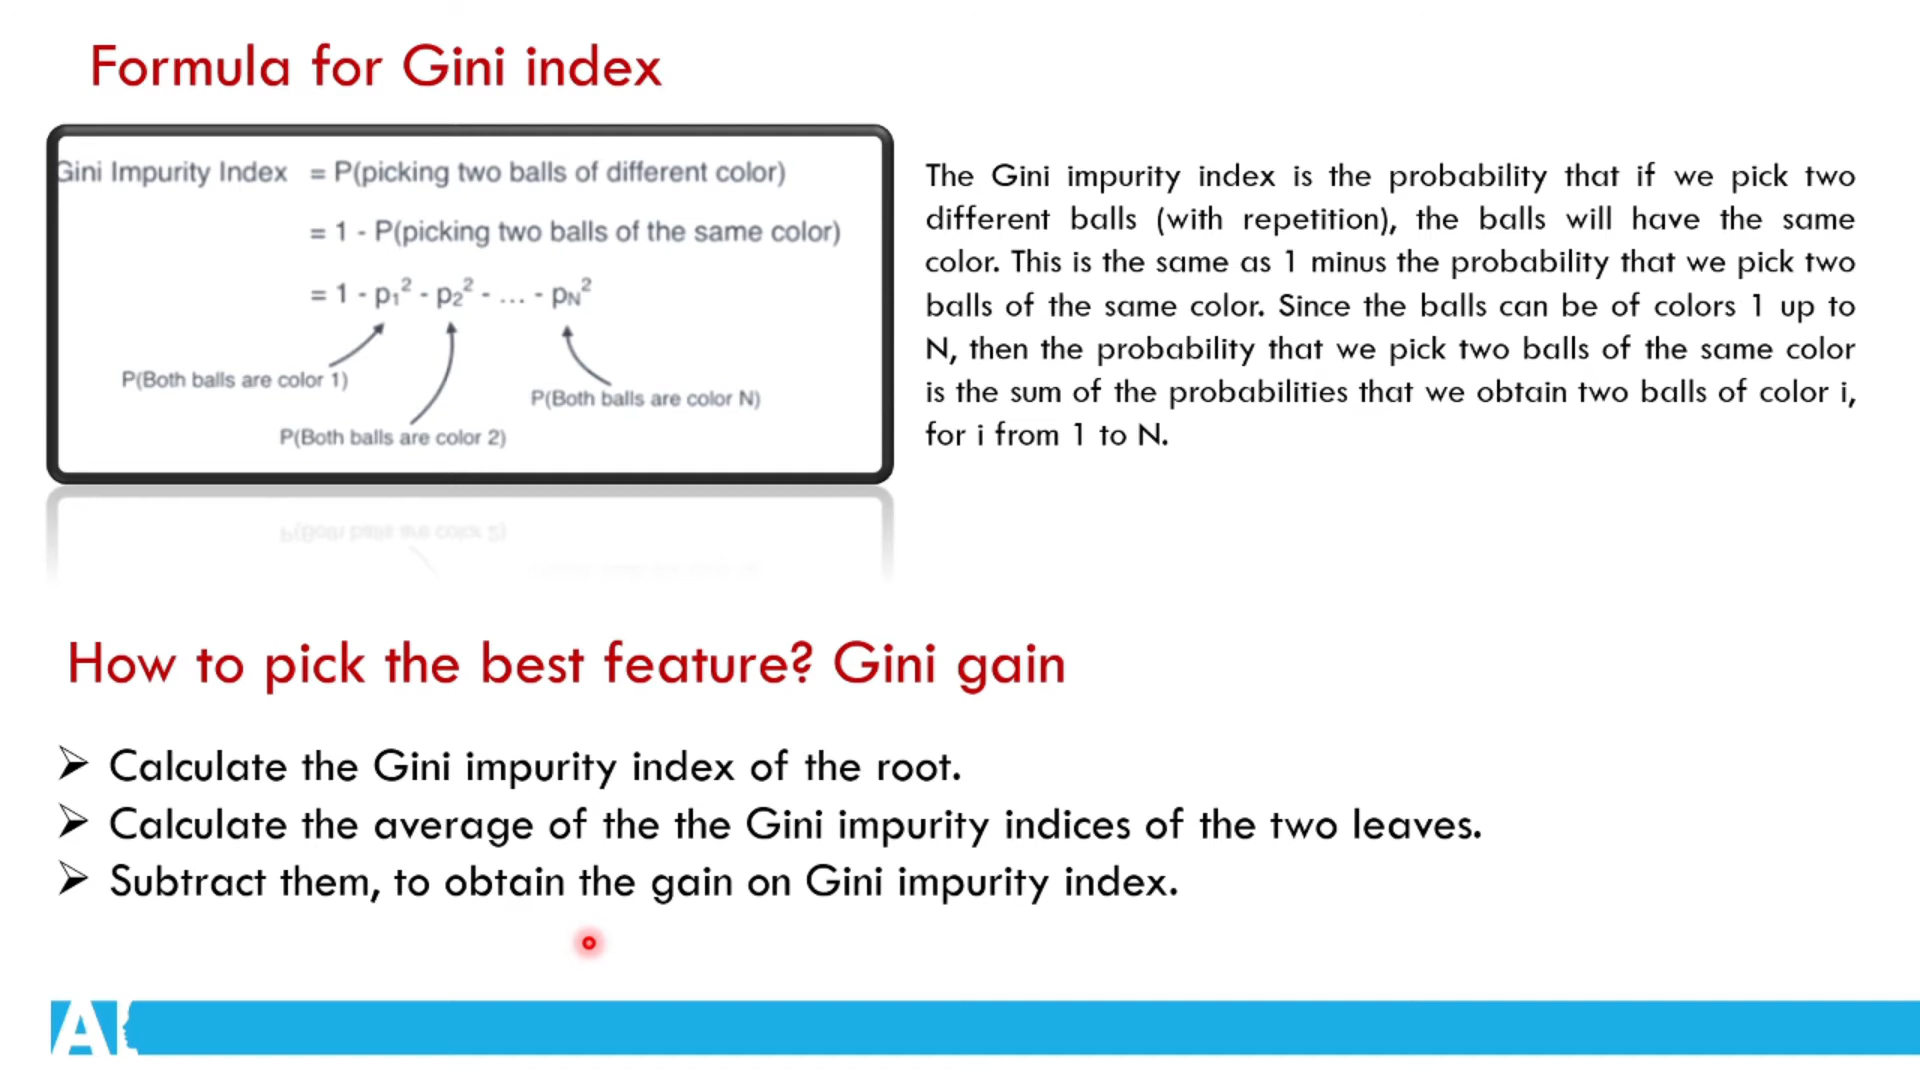 Formula for Gini index
Gini Impurity Index = P(picking two balls of different color)
= 1 - P(picking two balls of the same color)
= 1 - p₁² - p₂² - ... - pN²
P(Both balls are color 1)
P(Both balls are color N)
P(Both balls are color 2)
The Gini impurity index is the probability that if we pick two
different balls (with repetition), the balls will have the same
color. This is the same as 1 minus the probability that we pick two
balls of the same color. Since the balls can be of colors 1 up to
N, then the probability that we pick two balls of the same color
is the sum of the probabilities that we obtain two balls of color i,
for i from 1 to N.
How to pick the best feature? Gini gain
➢ Calculate the Gini impurity index of the root.
➢ Calculate the average of the the Gini impurity indices of the two leaves.
➢ Subtract them, to obtain the gain on Gini impurity index.
AI